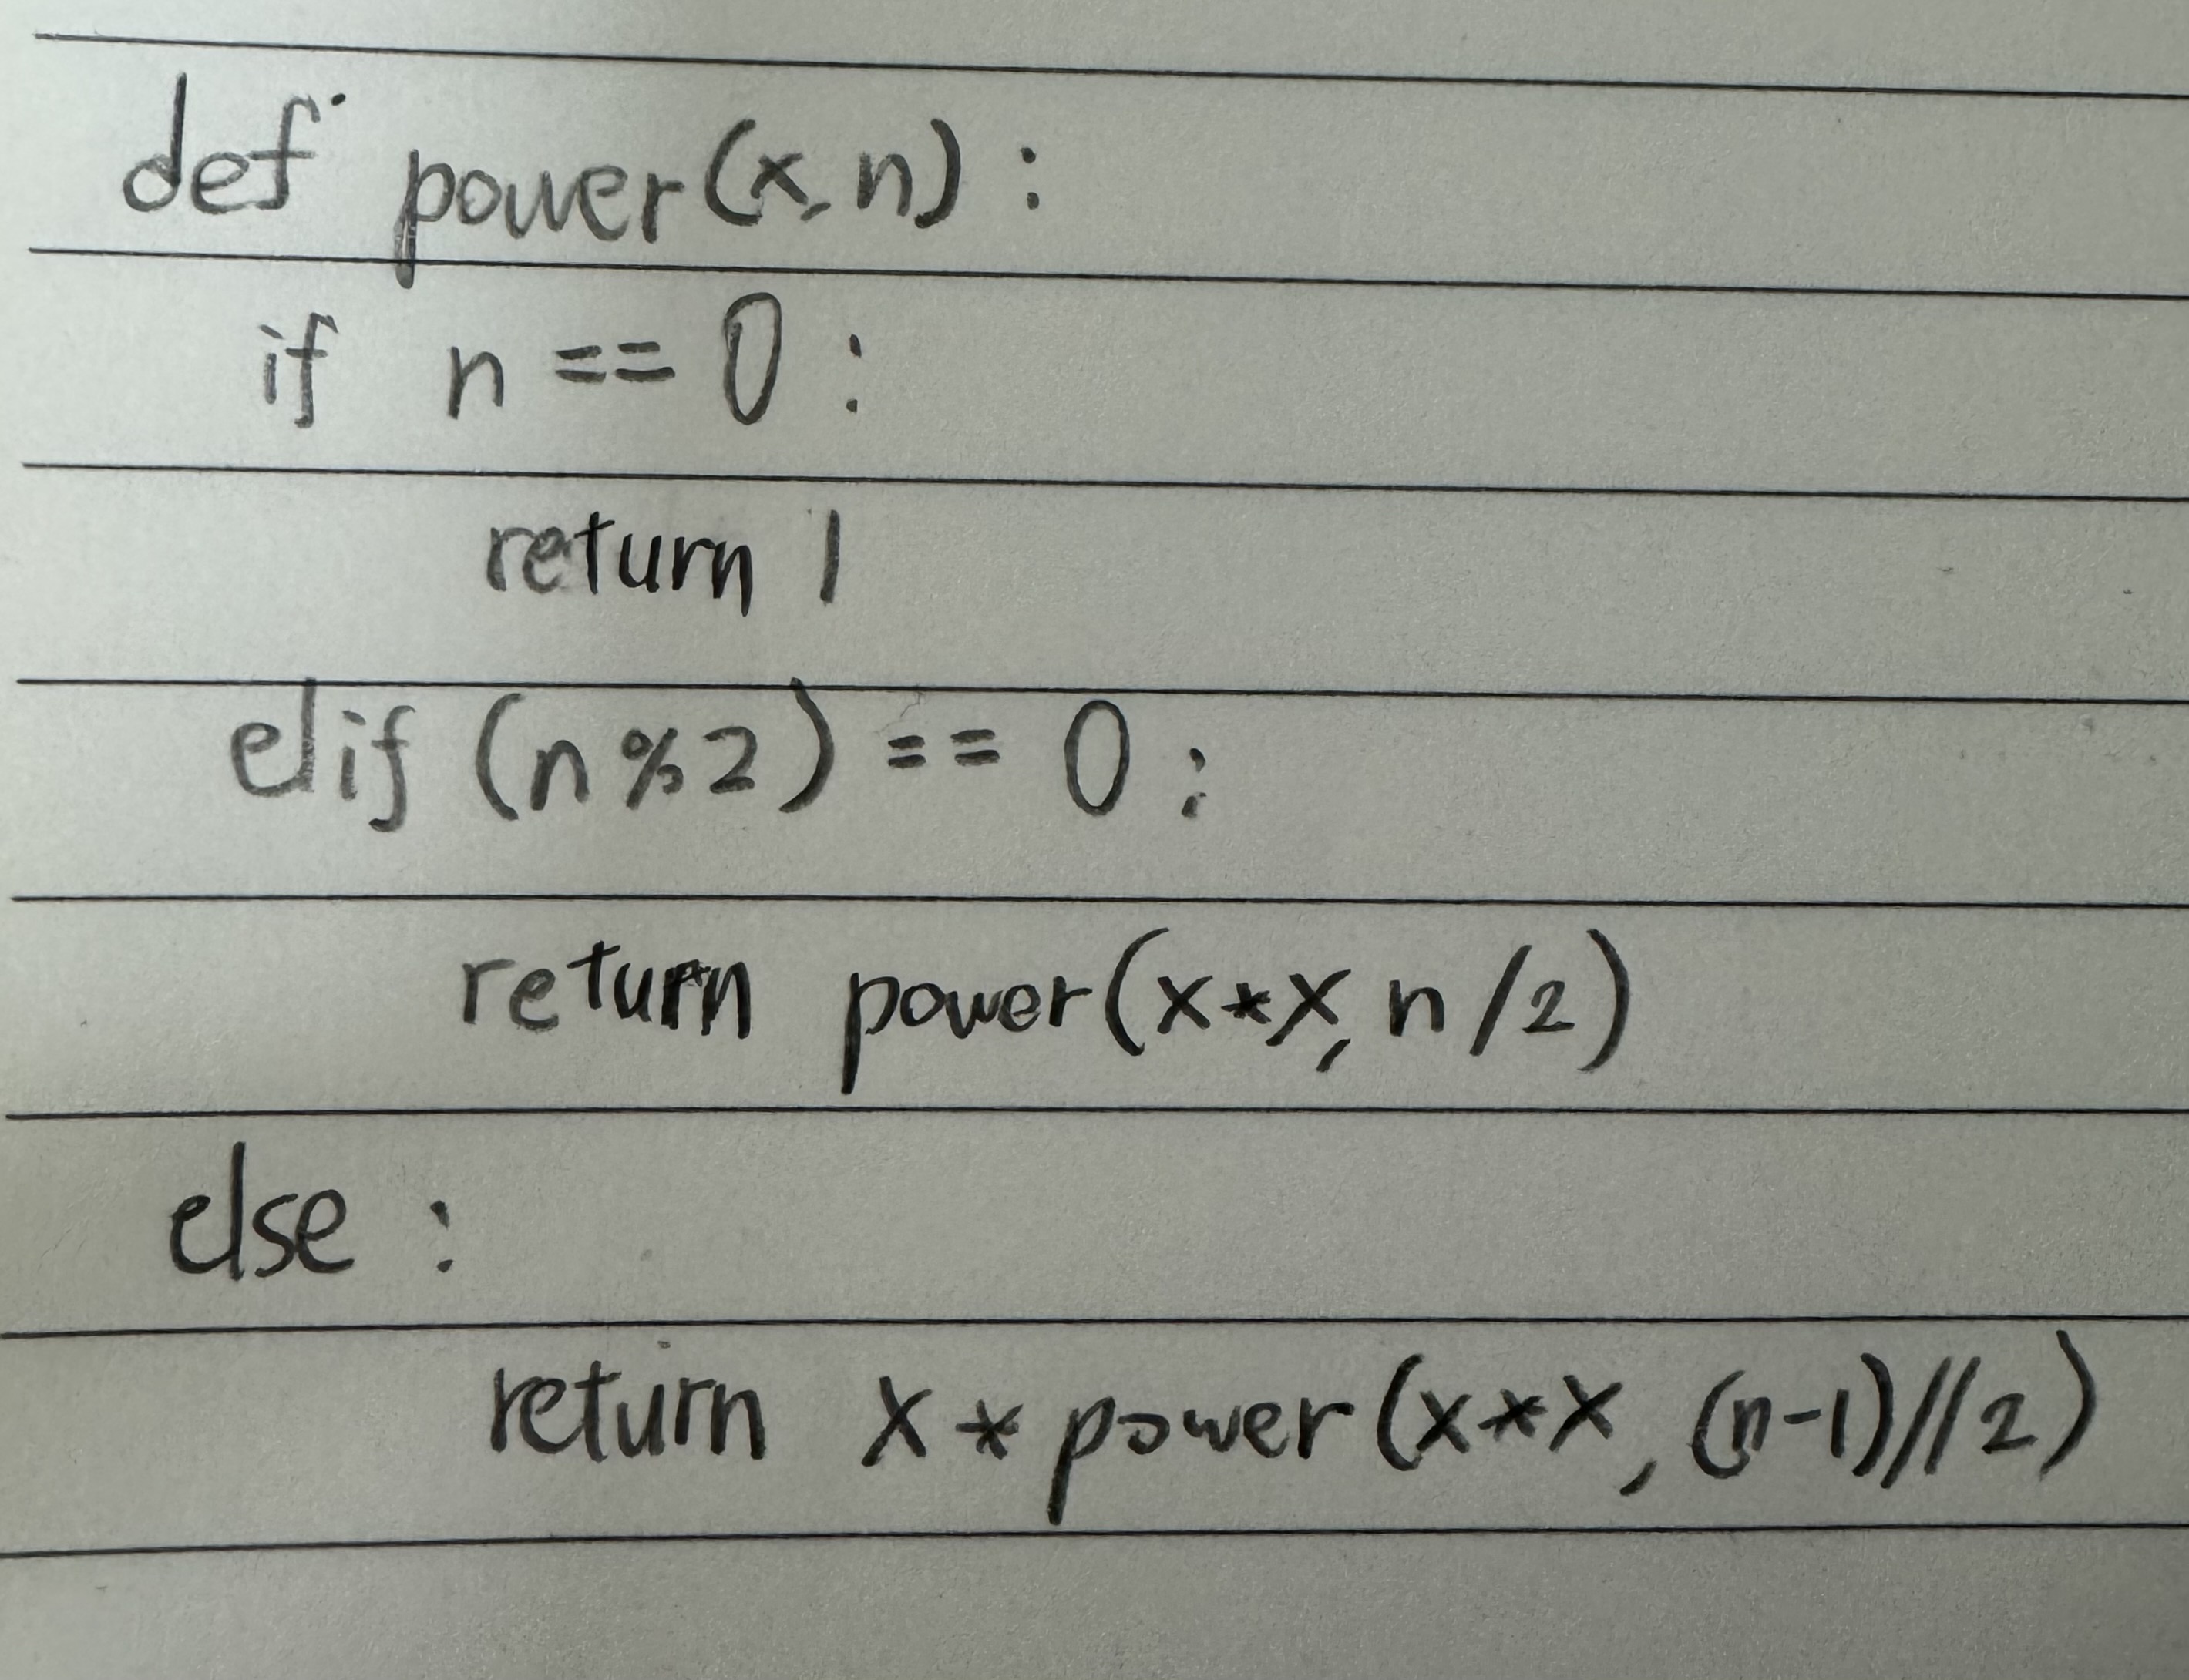 def power(x,n):
if n == 0:
return 1
elif (n%2) == 0:
return power(x*x, n/2)
else:
return x*power(x*x, (n-1)//2)